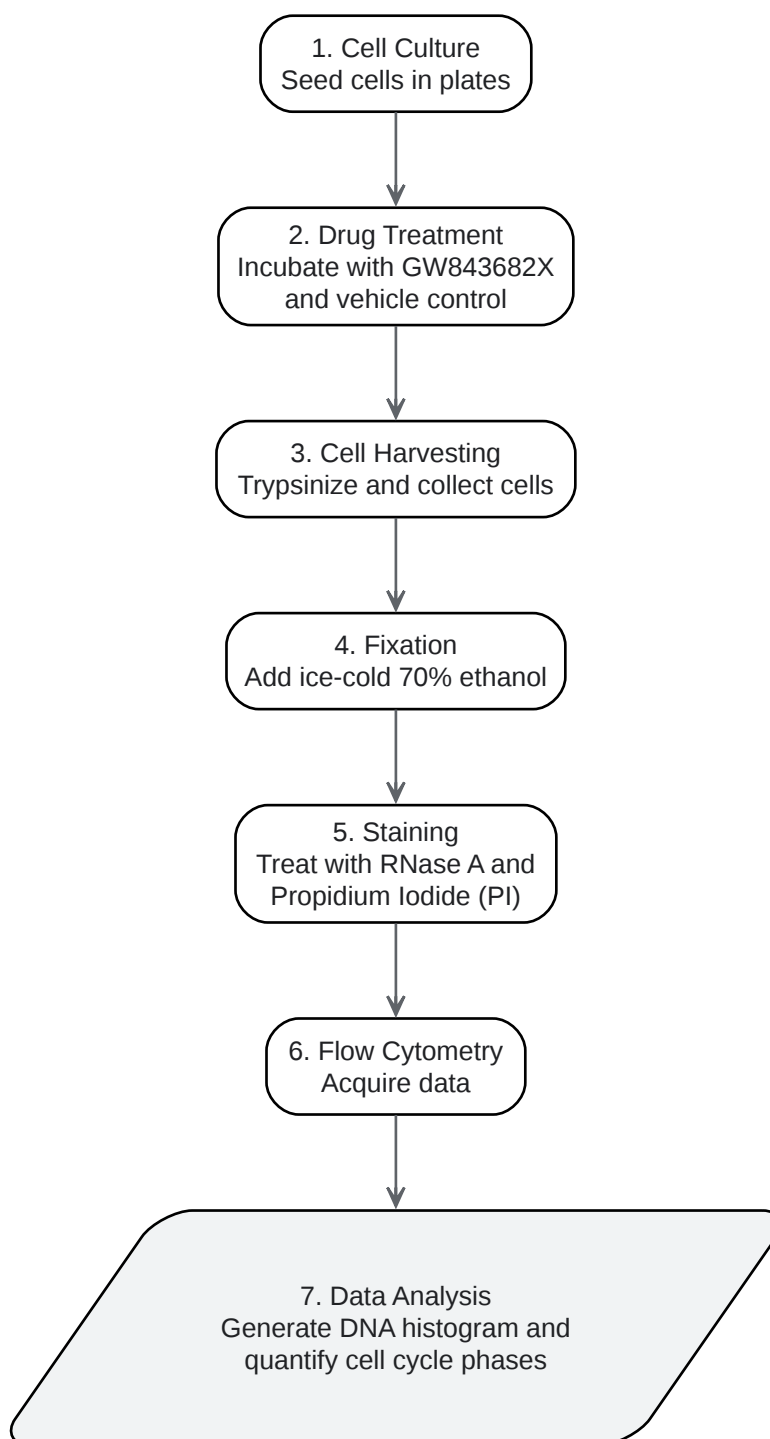 1. Cell Culture
Seed cells in plates
2. Drug Treatment
Incubate with GW843682X
and vehicle control
3. Cell Harvesting
Trypsinize and collect cells
4. Fixation
Add ice-cold 70% ethanol
5. Staining
Treat with RNase A and
Propidium Iodide (PI)
6. Flow Cytometry
Acquire data
7. Data Analysis
Generate DNA histogram and
quantify cell cycle phases